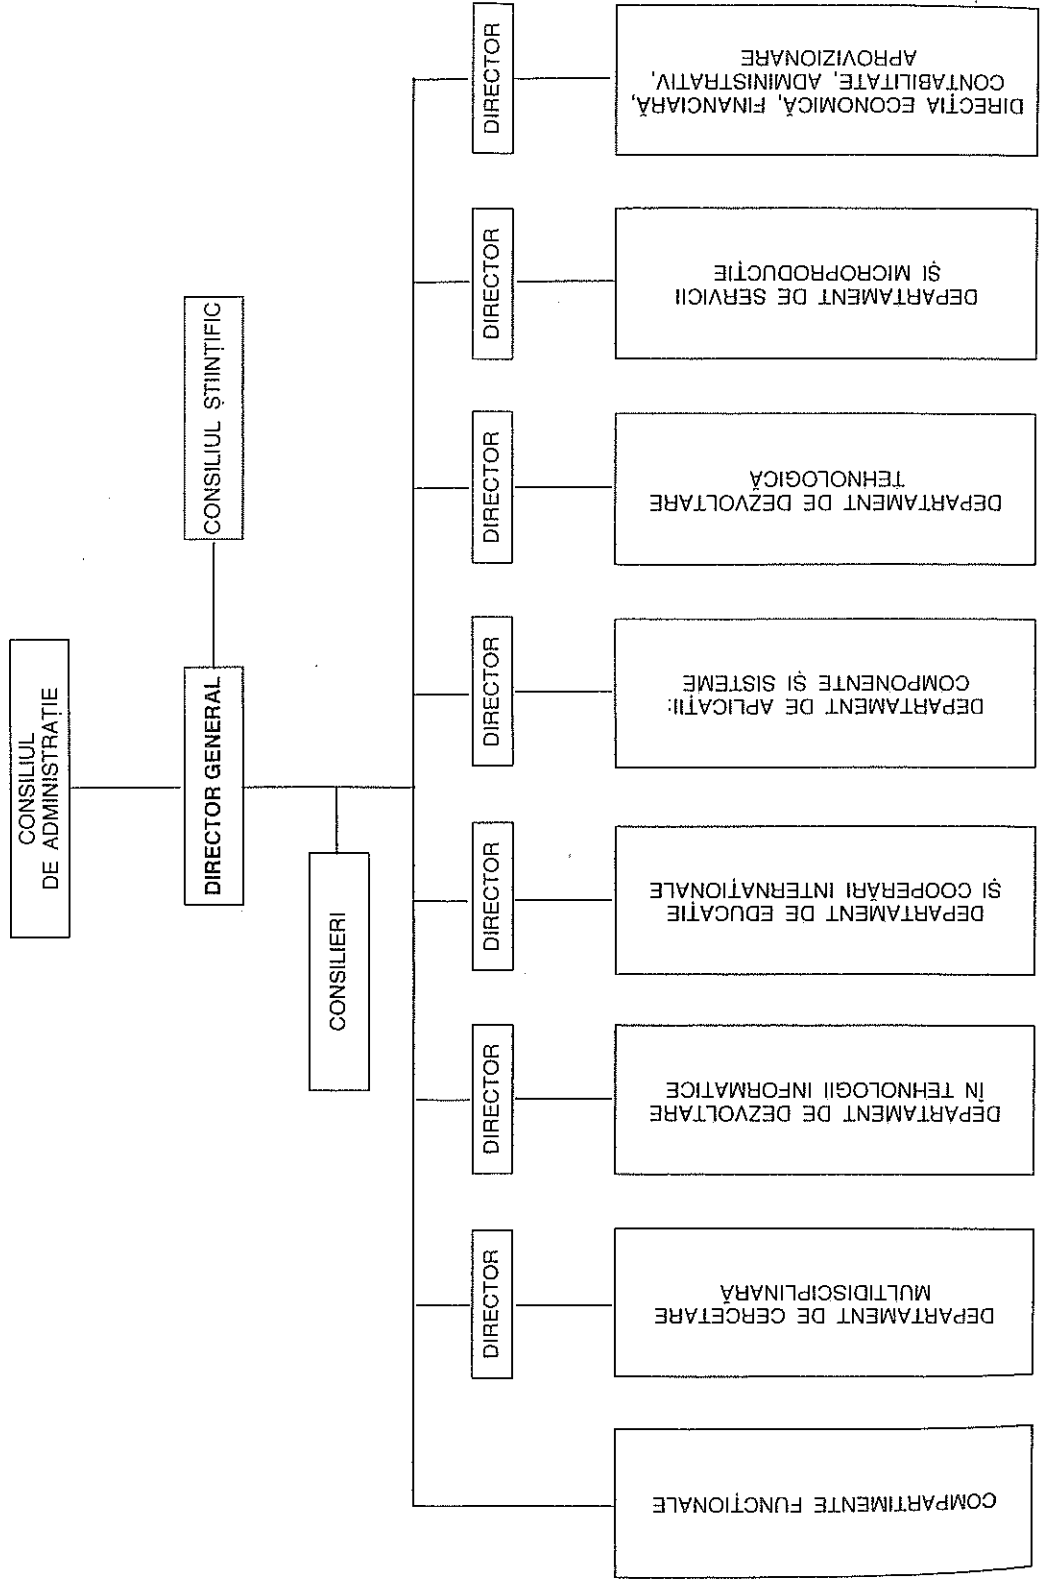 CONSILIUL
DE ADMINISTRAȚIE
DIRECTOR GENERAL
CONSILIUL ȘTIINȚIFIC
CONSILIERI
DIRECTOR
DIRECTOR
DIRECTOR
DIRECTOR
DIRECTOR
DIRECTOR
DIRECTOR
COMPARTIMENTE FUNCȚIONALE
DEPARTAMENT DE CERCETARE
MULTIDISCIPLINARĂ
DEPARTAMENT DE DEZVOLTARE
ÎN TEHNOLOGII INFORMATICE
DEPARTAMENT DE EDUCAȚIE
ȘI COOPERĂRI INTERNAȚIONALE
DEPARTAMENT DE APLICAȚII:
COMPONENTE ȘI SISTEME
DEPARTAMENT DE DEZVOLTARE
TEHNOLOGICĂ
DEPARTAMENT DE SERVICII
ȘI MICROPRODUCȚIE
DIRECȚIA ECONOMICĂ, FINANCIARĂ,
CONTABILITATE, ADMINISTRATIV,
APROVIZIONARE